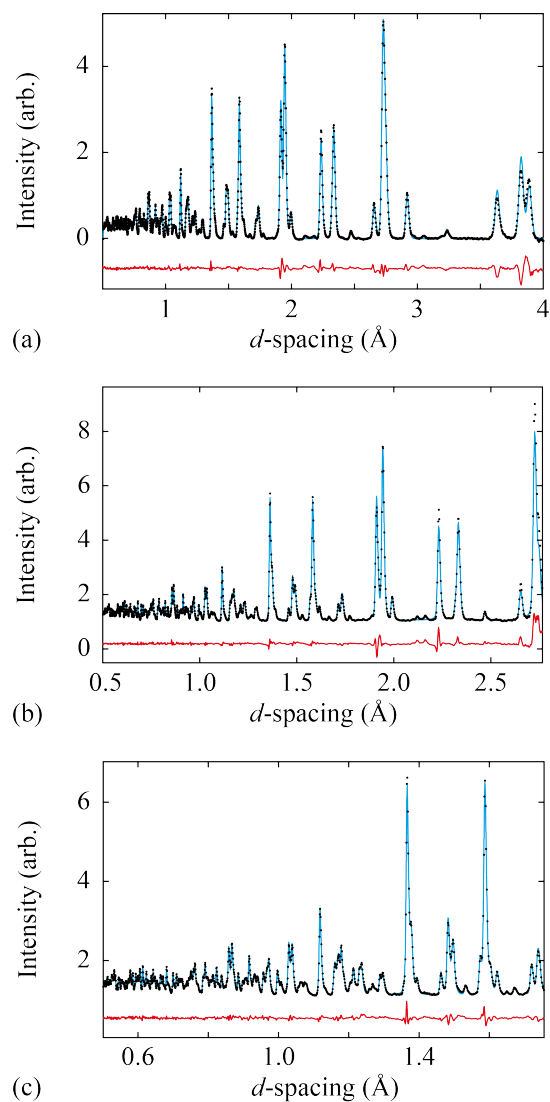 4
2
0
Intensity (arb.)
1 2 3 4
(a) d-spacing (Å)
8
6
4
2
0
Intensity (arb.)
0.5 1.0 1.5 2.0 2.5
(b) d-spacing (Å)
6
4
2
Intensity (arb.)
0.6 1.0 1.4
(c) d-spacing (Å)